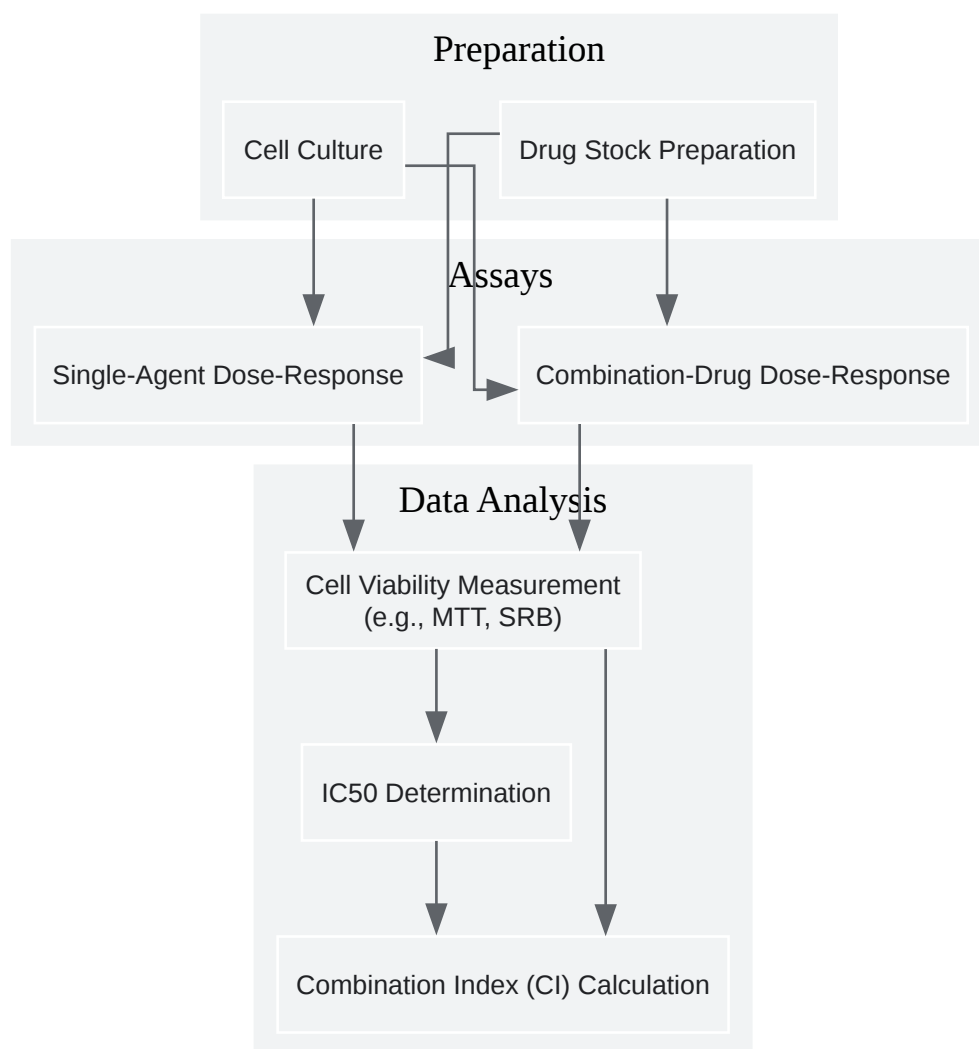 Preparation
Cell Culture
Drug Stock Preparation
Assays
Single-Agent Dose-Response
Combination-Drug Dose-Response
Data Analysis
Cell Viability Measurement
(e.g., MTT, SRB)
IC50 Determination
Combination Index (CI) Calculation